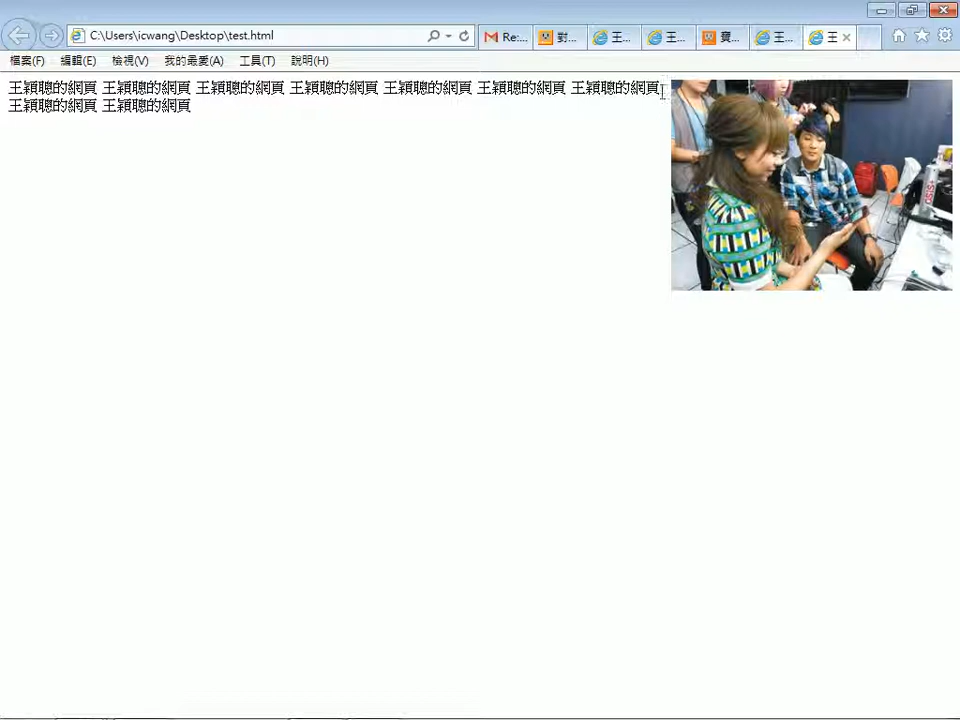 C:\Users\icwang\Desktop\test.html
Re:...
對...
王...
王...
寶...
王...
王
檔案(F) 編輯(E) 檢視(V) 我的最愛(A) 工具(T) 說明(H)
王穎聰的網頁 王穎聰的網頁 王穎聰的網頁 王穎聰的網頁 王穎聰的網頁 王穎聰的網頁 王穎聰的網頁
王穎聰的網頁 王穎聰的網頁
OSIS+